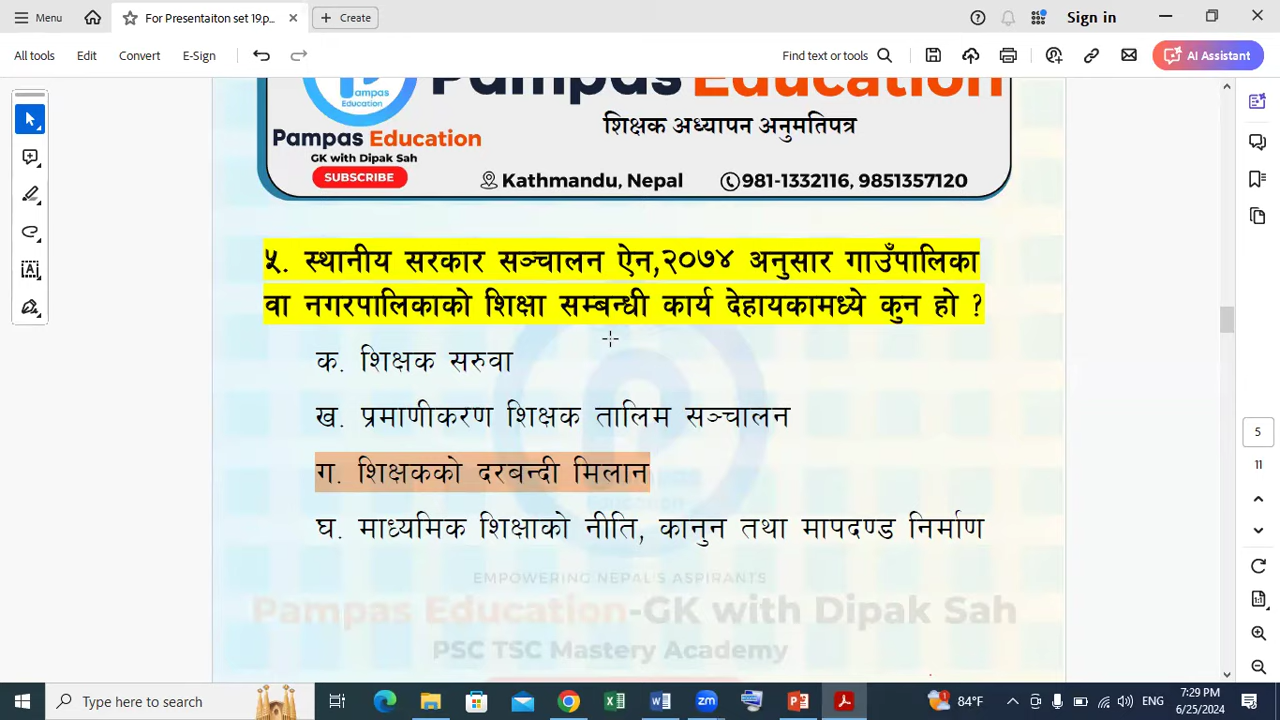 Menu
For Presentaiton set 19.p...
Create
Sign in
All tools
Edit
Convert
E-Sign
Find text or tools
AI Assistant
Pampas Education
Pampas
Education
Pampas Education
GK with Dipak Sah
SUBSCRIBE
शिक्षक अध्यापन अनुमतिपत्र
Kathmandu, Nepal
981-1332116, 9851357120
५. स्थानीय सरकार सञ्चालन ऐन,२०७४ अनुसार गाउँपालिका
वा नगरपालिकाको शिक्षा सम्बन्धी कार्य देहायकामध्ये कुन हो ?
क. शिक्षक सरुवा
ख. प्रमाणीकरण शिक्षक तालिम सञ्चालन
ग. शिक्षकको दरबन्दी मिलान
घ. माध्यमिक शिक्षाको नीति, कानुन तथा मापदण्ड निर्माण
EMPOWERING NEPAL'S ASPIRANTS
Pampas Education-GK with Dipak Sah
PSC TSC Mastery Academy
5
11
Type here to search
84°F
ENG
7:29 PM
6/25/2024